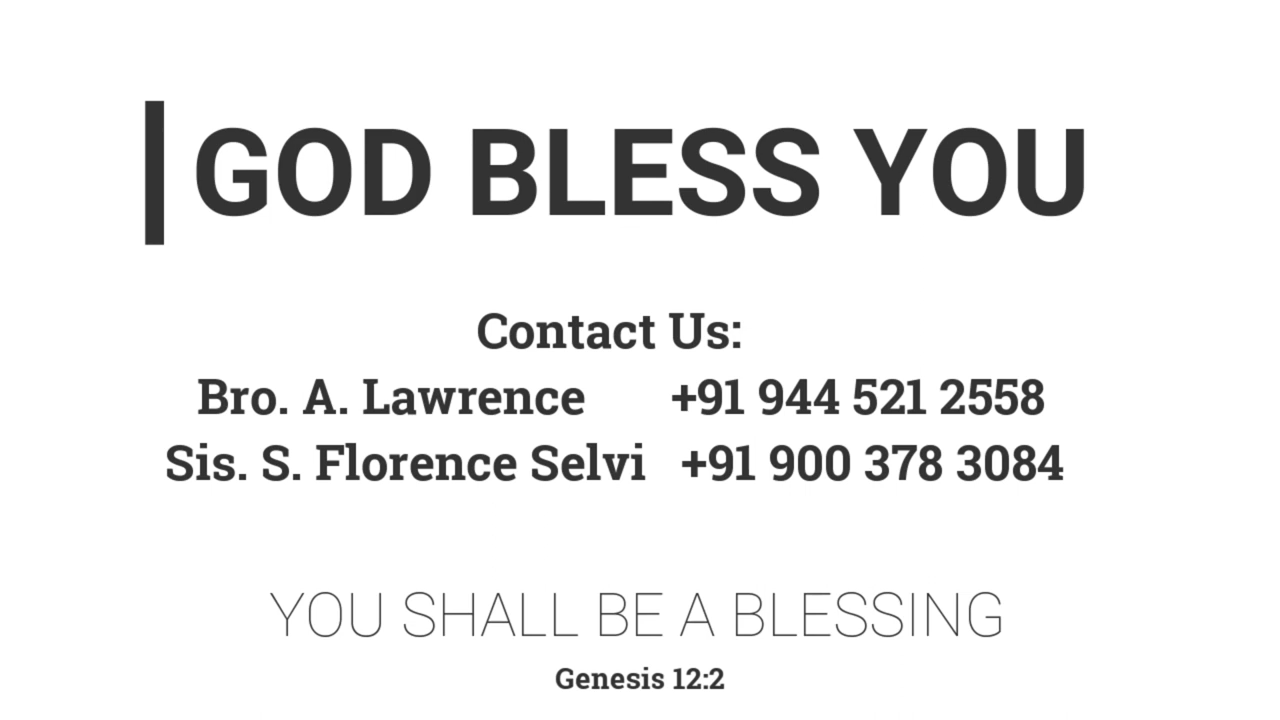 GOD BLESS YOU
Contact Us:
Bro. A. Lawrence +91 944 521 2558
Sis. S. Florence Selvi +91 900 378 3084
YOU SHALL BE A BLESSING
Genesis 12:2